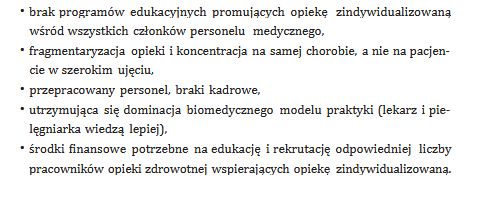 • brak programów edukacyjnych promujących opiekę zindywidualizowaną
wśród wszystkich członków personelu medycznego,
• fragmentaryzacja opieki i koncentracja na samej chorobie, a nie na pacjen-
cie w szerokim ujęciu,
• przepracowany personel, braki kadrowe,
• utrzymująca się dominacja biomedycznego modelu praktyki (lekarz i pie-
lęgniarka wiedzą lepiej),
• środki finansowe potrzebne na edukację i rekrutację odpowiedniej liczby
pracowników opieki zdrowotnej wspierających opiekę zindywidualizowaną.